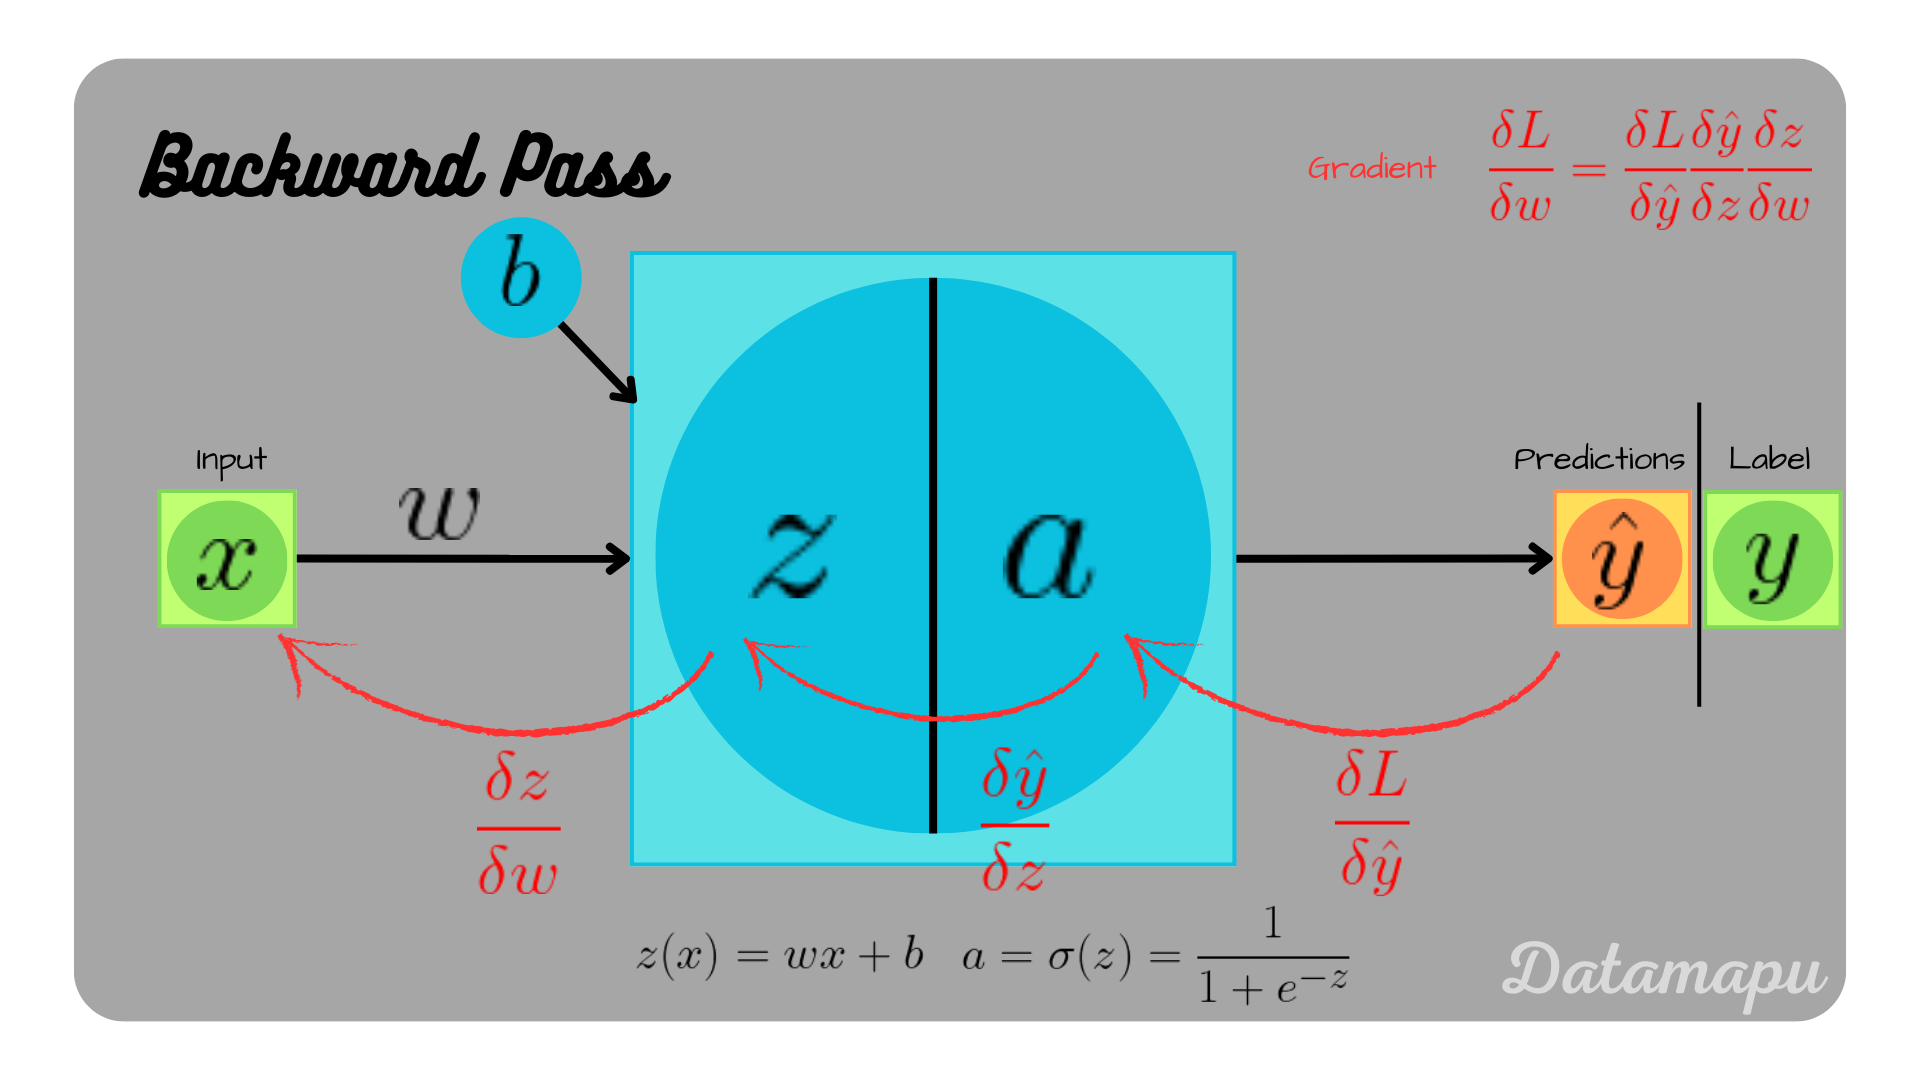 Backward Pass
Gradient δL/δw = δL/δŷ δŷ/δz δz/δw
b
Input
w
x
z
a
Predictions
Label
ŷ
y
δz/δw
δŷ/δz
δL/δŷ
z(x) = wx + b
a = σ(z) = 1/(1 + e^{-z})
Datamapu